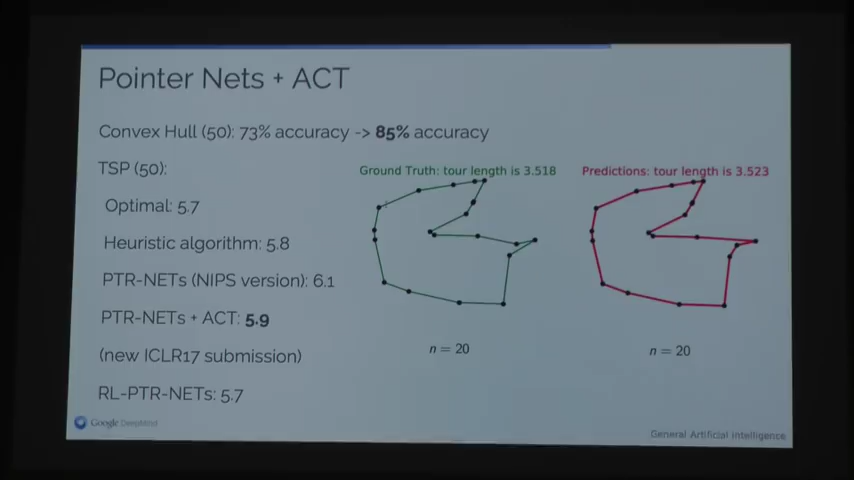 Pointer Nets + ACT
Convex Hull (50): 73% accuracy -> 85% accuracy
TSP (50):
Ground Truth: tour length is 3.518
Predictions: tour length is 3.523
Optimal: 5.7
Heuristic algorithm: 5.8
PTR-NETs (NIPS version): 6.1
PTR-NETs + ACT: 5.9
(new ICLR17 submission)
RL-PTR-NETs: 5.7
n = 20
n = 20
Google DeepMind
General Artificial Intelligence